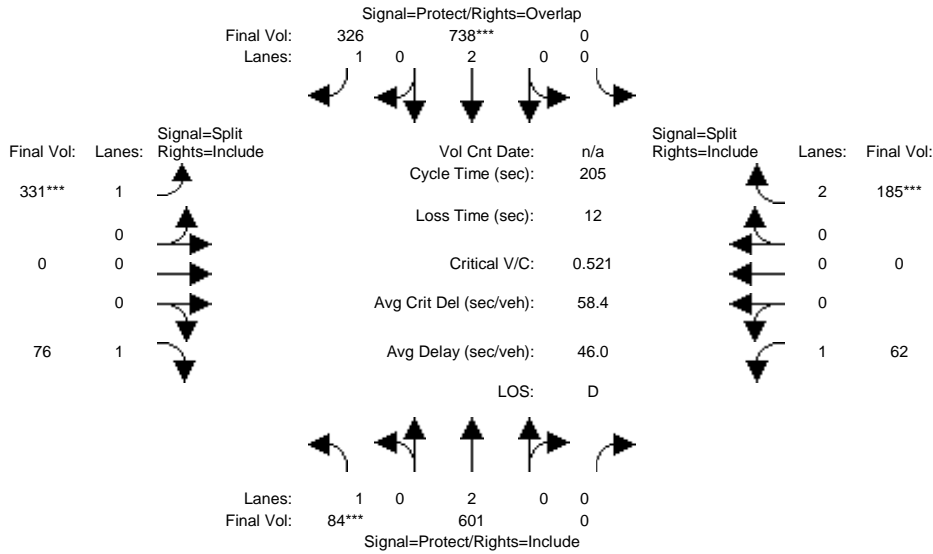 Signal=Protect/Rights=Overlap
Final Vol: 326 738*** 0
Lanes: 1 0 2 0 0
Signal=Split Signal=Split
Final Vol: Lanes: Rights=Include Vol Cnt Date: n/a Rights=Include Lanes: Final Vol:
Cycle Time (sec): 205
331*** 1 2 185***
Loss Time (sec): 12
0 0
0 0 Critical V/C: 0.521 0 0
0 Avg Crit Del (sec/veh): 58.4 0
76 1 Avg Delay (sec/veh): 46.0 1 62
LOS: D
Lanes: 1 0 2 0 0
Final Vol: 84*** 601 0
Signal=Protect/Rights=Include